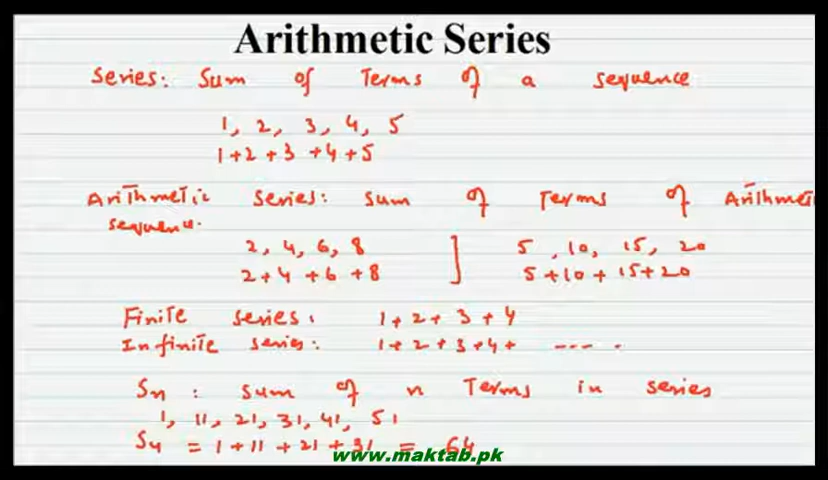 Arithmetic Series
Series: Sum of Terms of a sequence
1, 2, 3, 4, 5
1+2+3+4+5
Arithmetic series: sum of Terms of Arithmeti
sequence.
2, 4, 6, 8 ] 5, 10, 15, 20
2+4+6+8 5+10+15+20
Finite series: 1+2+3+4
Infinite series: 1+2+3+4+ .....
Sn : sum of n Terms in series
1, 11, 21, 31, 41, 51
S4 = 1+11+21+31 = 64
www.maktab.pk